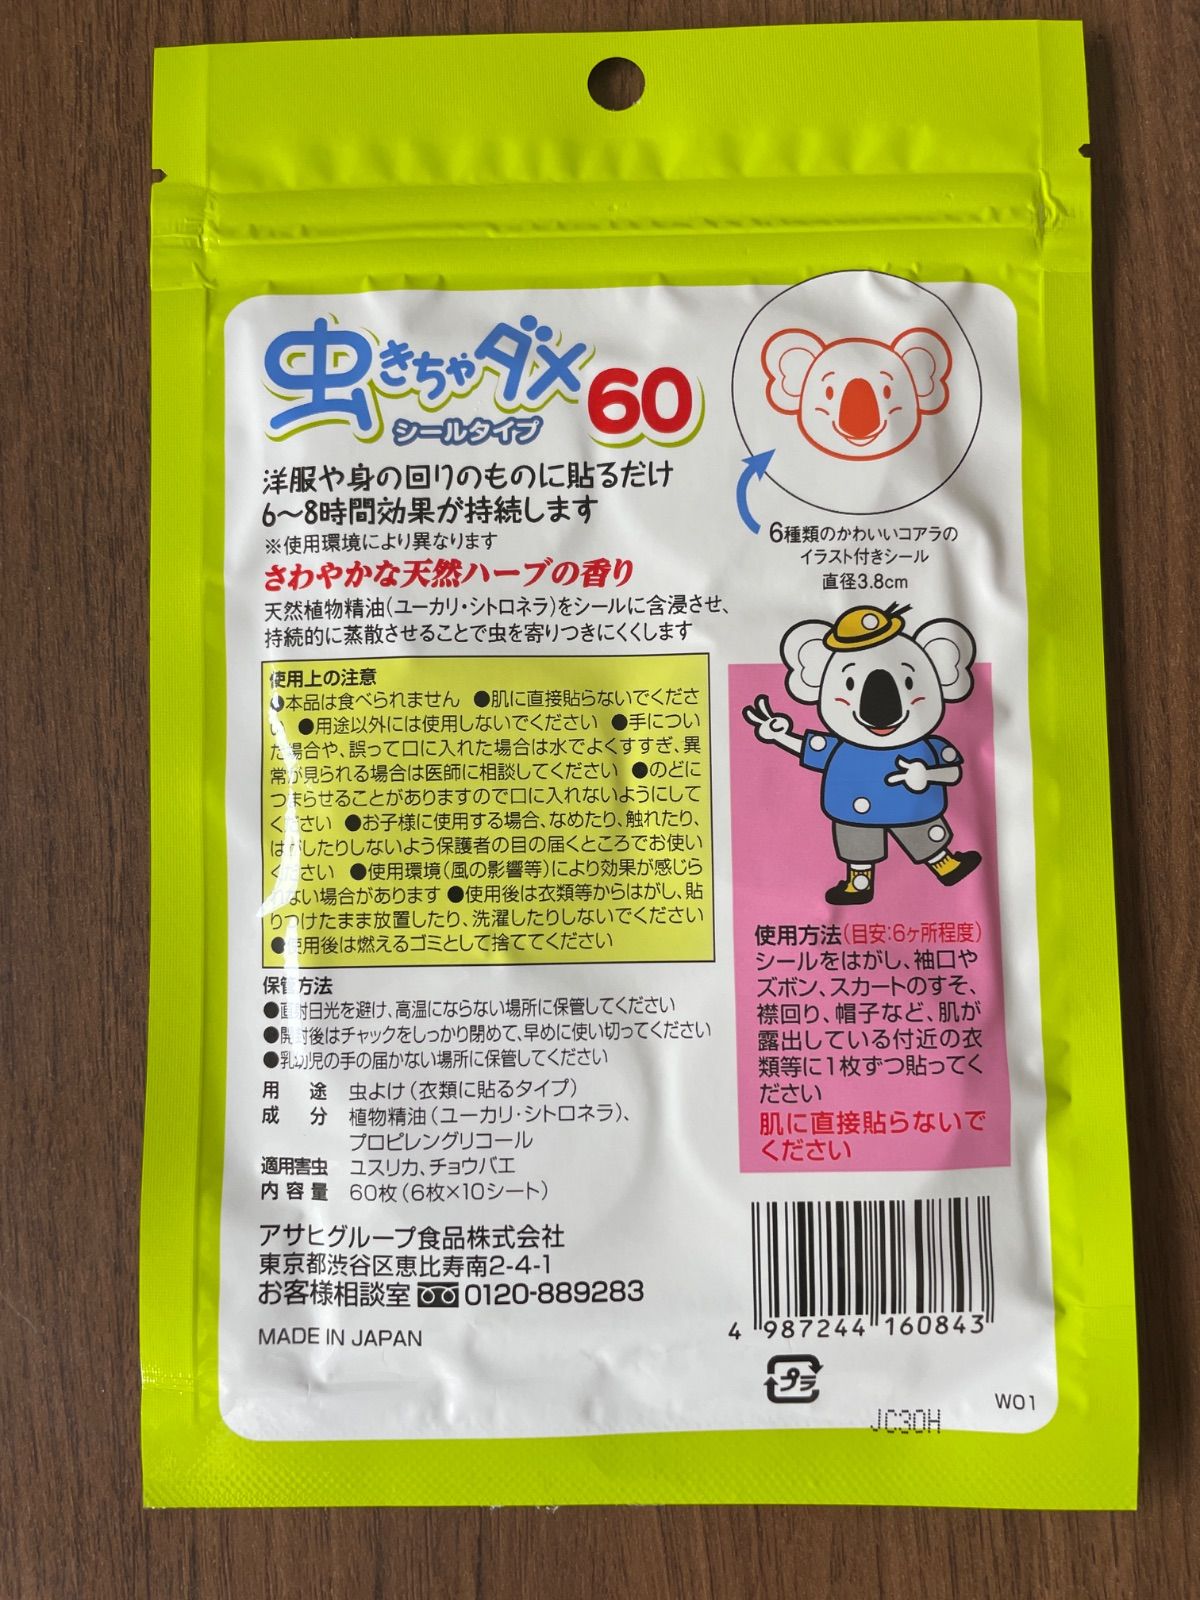 虫きちゃダメ60
シールタイプ
洋服や身の回りのものに貼るだけ
6〜8時間効果が持続します
※使用環境により異なります
さわやかな天然ハーブの香り
天然植物精油(ユーカリ・シトロネラ)をシールに含浸させ、
持続的に蒸散させることで虫を寄りつきにくくします
6種類のかわいいコアラの
イラスト付きシール
直径3.8cm
使用上の注意
●本品は食べられません ●肌に直接貼らないでくださ
い ●用途以外には使用しないでください ●手につい
た場合や、誤って口に入れた場合は水でよくすすぎ、異
常が見られる場合は医師に相談してください ●のどに
つまらせることがありますので口に入れないようにして
ください ●お子様に使用する場合、なめたり、触れたり、
はがしたりしないよう保護者の目の届くところでお使い
ください ●使用環境(風の影響等)により効果が感じら
れない場合があります ●使用後は衣類等からはがし、貼
りつけたまま放置したり、洗濯したりしないでください
●使用後は燃えるゴミとして捨ててください
保管方法
●直射日光を避け、高温にならない場所に保管してください
●開封後はチャックをしっかり閉めて、早めに使い切ってください
●乳幼児の手の届かない場所に保管してください
用途 虫よけ(衣類に貼るタイプ)
成分 植物精油(ユーカリ・シトロネラ)、
プロピレングリコール
適用害虫 ユスリカ、チョウバエ
内容量 60枚(6枚×10シート)
アサヒグループ食品株式会社
東京都渋谷区恵比寿南2-4-1
お客様相談室 0120-889283
MADE IN JAPAN
使用方法(目安:6ヶ所程度)
シールをはがし、袖口や
ズボン、スカートのすそ、
襟回り、帽子など、肌が
露出している付近の衣
類等に1枚ずつ貼ってく
ださい
肌に直接貼らないで
ください
4 987244 160843
プラ
W01
JC30H